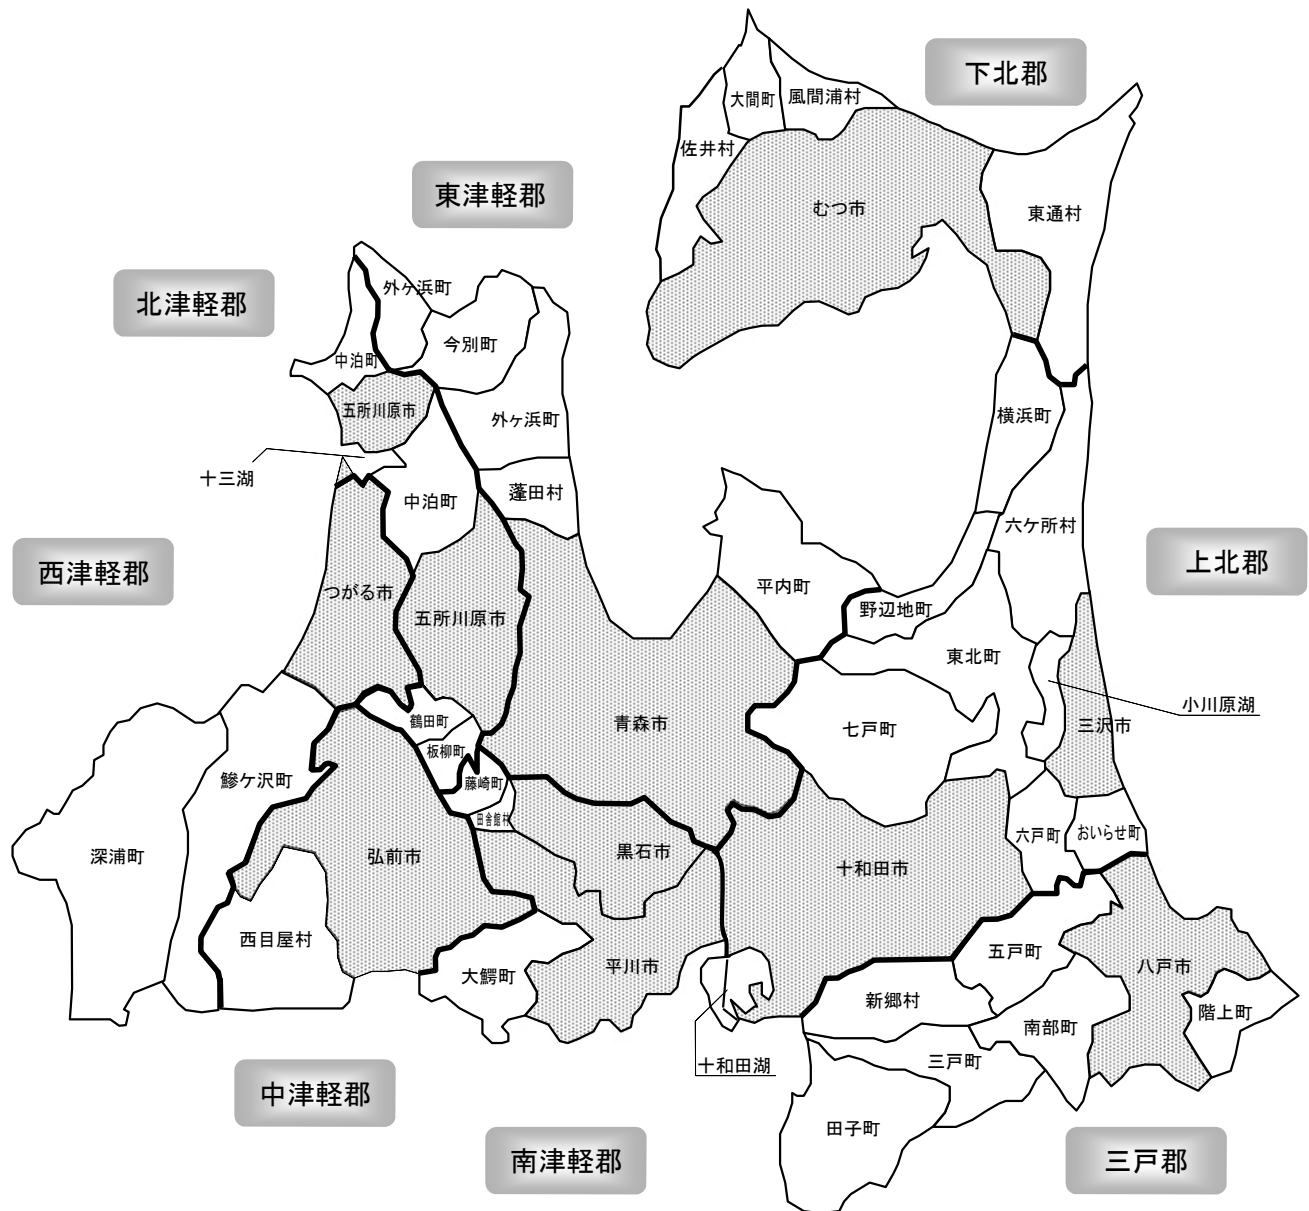 下北郡
大間町
風間浦村
佐井村
むつ市
東通村
東津軽郡
北津軽郡
外ヶ浜町
今別町
中泊町
五所川原市
外ヶ浜町
横浜町
十三湖
中泊町
蓬田村
六ケ所村
西津軽郡
上北郡
つがる市
五所川原市
平内町
野辺地町
東北町
小川原湖
鶴田町
青森市
七戸町
三沢市
板柳町
鰺ケ沢町
藤崎町
田舎館村
六戸町
おいらせ町
深浦町
弘前市
黒石市
十和田市
西目屋村
五戸町
大鰐町
平川市
八戸市
新郷村
階上町
南部町
十和田湖
三戸町
中津軽郡
田子町
南津軽郡
三戸郡